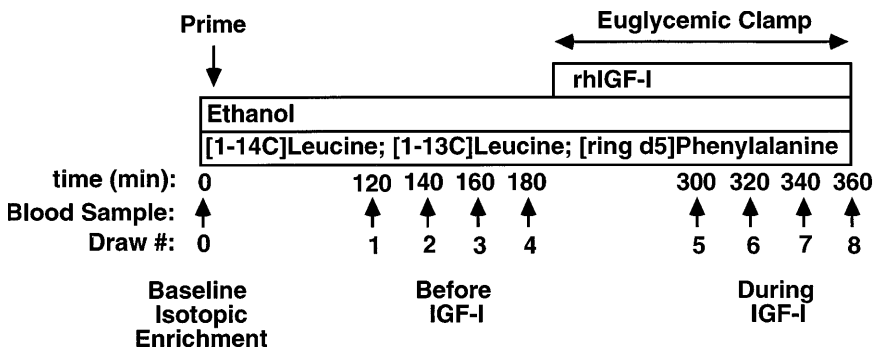 Euglycemic Clamp
Prime
rhIGF-I
Ethanol
[1-14C]Leucine; [1-13C]Leucine; [ring d5]Phenylalanine
time (min): 0 120 140 160 180 300 320 340 360
Blood Sample:
Draw #: 0 1 2 3 4 5 6 7 8
Baseline Before During
Isotopic IGF-I IGF-I
Enrichment